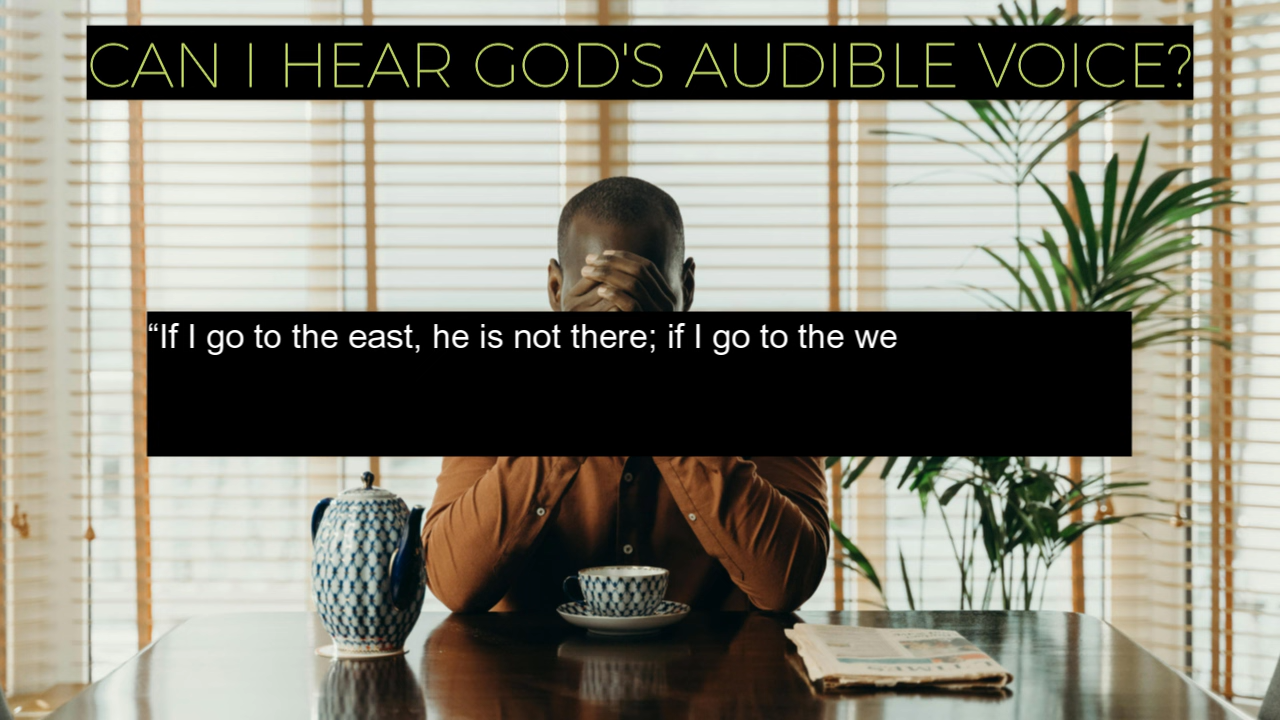 CAN I HEAR GOD'S AUDIBLE VOICE?
“If I go to the east, he is not there; if I go to the we